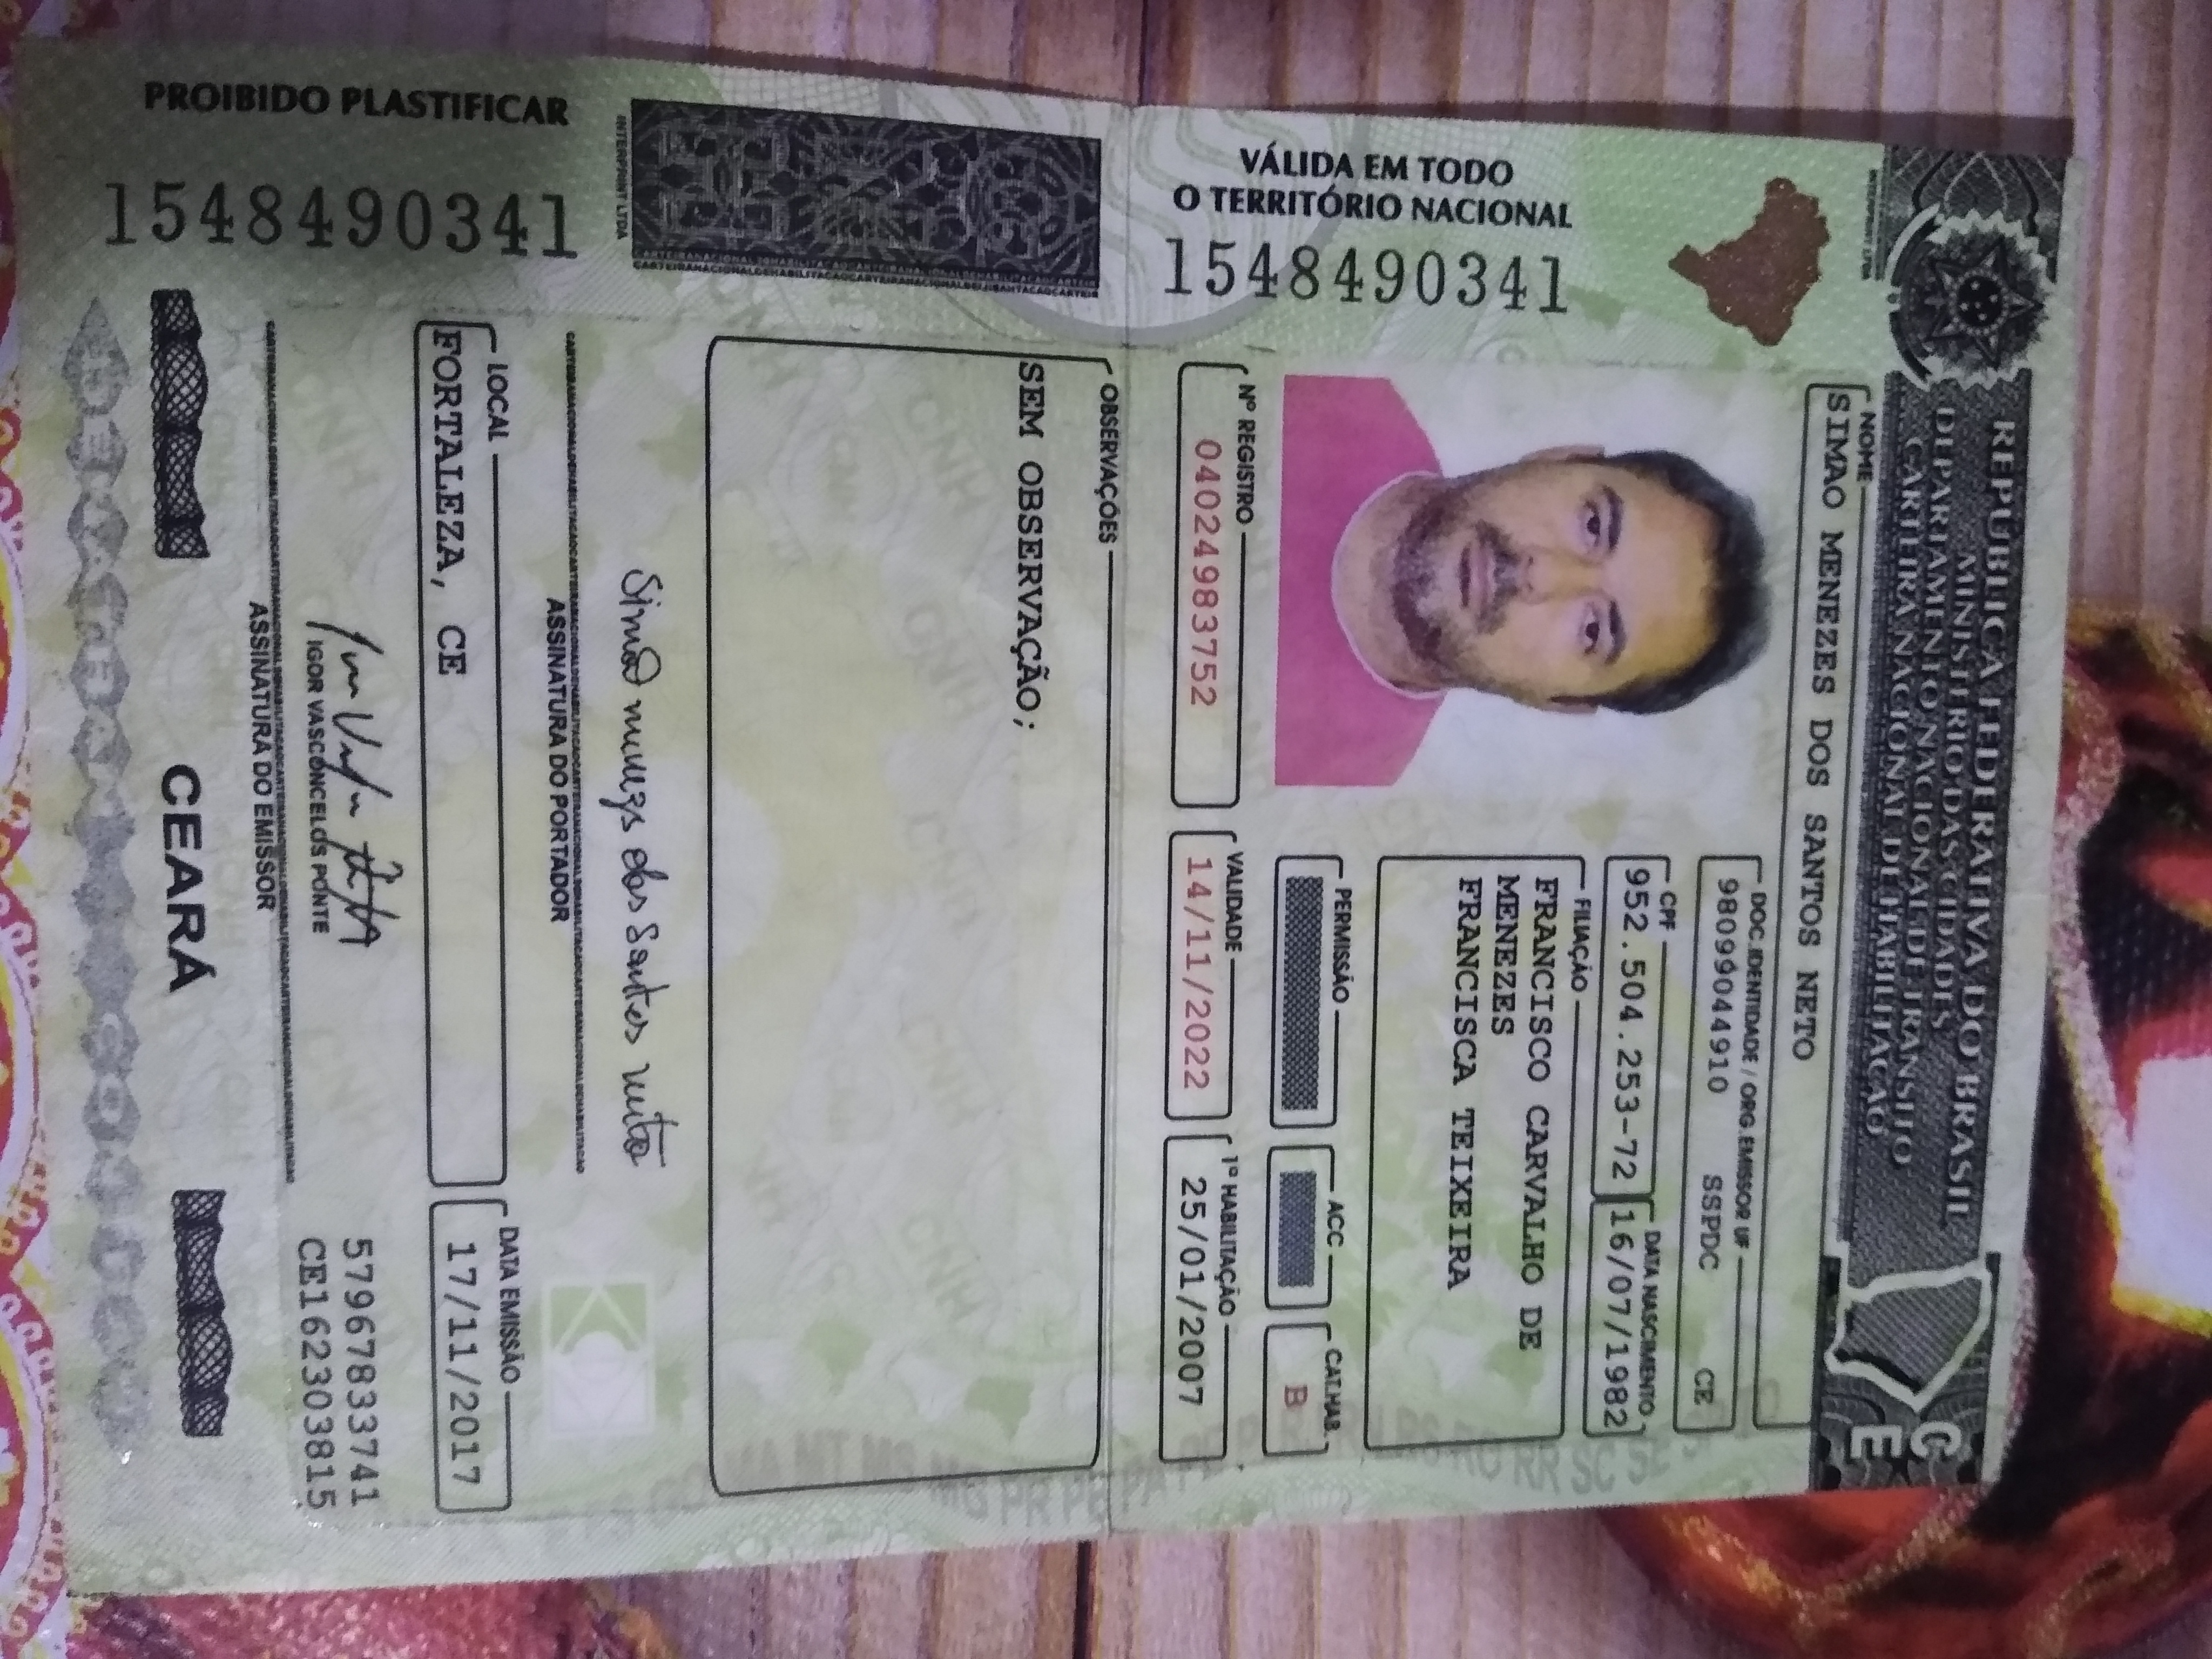 REPÚBLICA FEDERATIVA DO BRASIL
MINISTÉRIO DAS CIDADES
DEPARTAMENTO NACIONAL DE TRÂNSITO
CARTEIRA NACIONAL DE HABILITAÇÃO
CE
NOME
SIMAO MENEZES DOS SANTOS NETO
DOC. IDENTIDADE / ORG. EMISSOR UF
98099044910 SSPDC CE
CPF
952.504.253-72
DATA NASCIMENTO
16/07/1982
FILIAÇÃO
FRANCISCO CARVALHO DE
MENEZES
FRANCISCA TEIXEIRA
PERMISSÃO
ACC
CAT.HAB.
B
Nº REGISTRO
04024983752
VALIDADE
14/11/2022
1ª HABILITAÇÃO
25/01/2007
VÁLIDA EM TODO
O TERRITÓRIO NACIONAL
1548490341
OBSERVAÇÕES
SEM OBSERVAÇÃO;
Simão menezes dos Santos neto
ASSINATURA DO PORTADOR
LOCAL
FORTALEZA, CE
DATA EMISSÃO
17/11/2017
IGOR VASCONCELOS PONTE
ASSINATURA DO EMISSOR
57967833741
CE162303815
CEARÁ
PROIBIDO PLASTIFICAR
1548490341
INTERPRINT LTDA